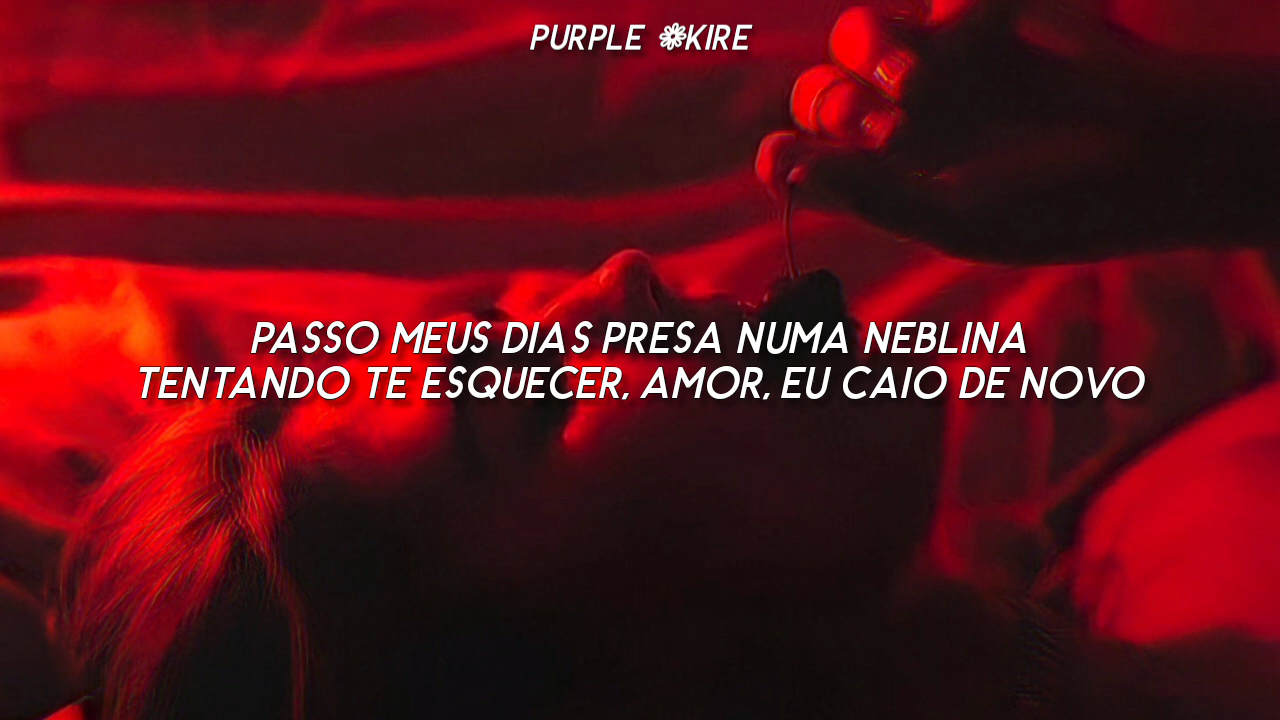 PURPLE ❁KIRE
PASSO MEUS DIAS PRESA NUMA NEBLINA
TENTANDO TE ESQUECER, AMOR, EU CAIO DE NOVO